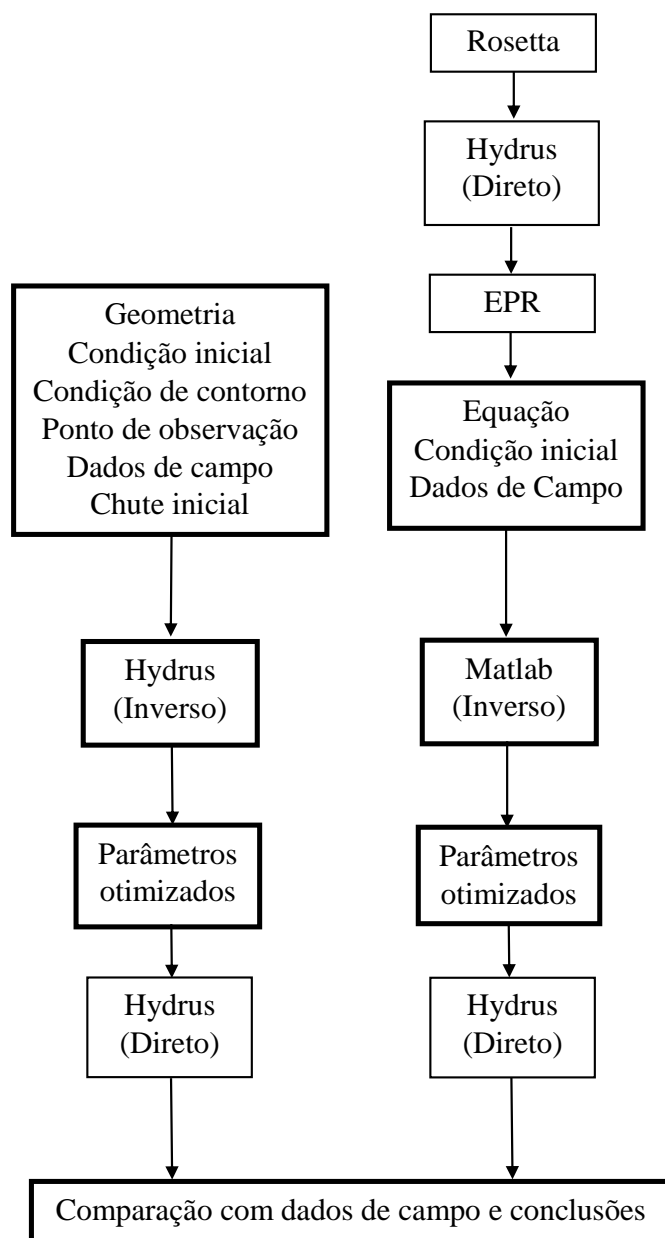 Rosetta
Hydrus
(Direto)
EPR
Geometria
Condição inicial
Condição de contorno
Ponto de observação
Dados de campo
Chute inicial
Equação
Condição inicial
Dados de Campo
Hydrus
(Inverso)
Matlab
(Inverso)
Parâmetros
otimizados
Parâmetros
otimizados
Hydrus
(Direto)
Hydrus
(Direto)
Comparação com dados de campo e conclusões